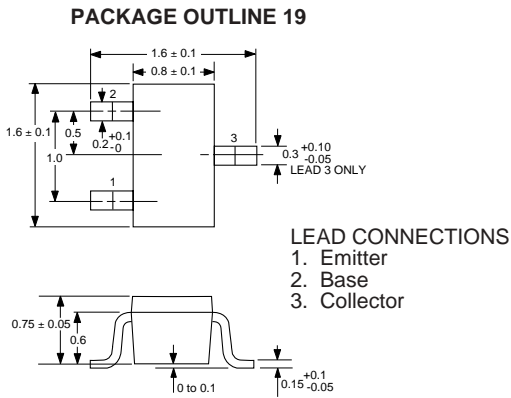 PACKAGE OUTLINE 19
1.6 ± 0.1
0.8 ± 0.1
2
1.6 ± 0.1
0.5
0.2 +0.1 -0
1.0
3
0.3 +0.10 -0.05
LEAD 3 ONLY
1
LEAD CONNECTIONS
1. Emitter
2. Base
3. Collector
0.75 ± 0.05
0.6
0 to 0.1
0.15 +0.1 -0.05